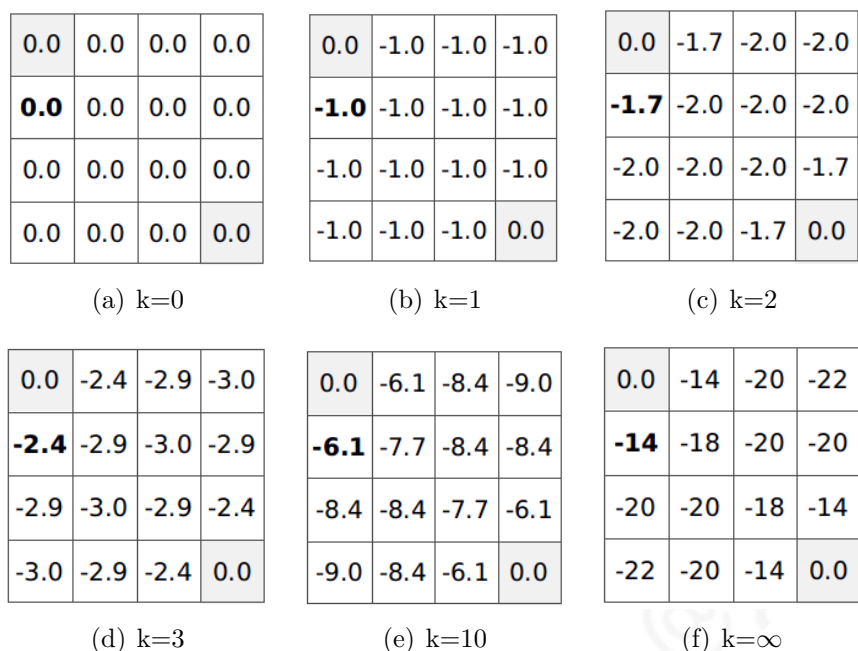 0.0 0.0 0.0 0.0
0.0 0.0 0.0 0.0
0.0 0.0 0.0 0.0
0.0 0.0 0.0 0.0
(a) k=0
0.0 -1.0 -1.0 -1.0
-1.0 -1.0 -1.0 -1.0
-1.0 -1.0 -1.0 -1.0
-1.0 -1.0 -1.0 0.0
(b) k=1
0.0 -1.7 -2.0 -2.0
-1.7 -2.0 -2.0 -2.0
-2.0 -2.0 -2.0 -1.7
-2.0 -2.0 -1.7 0.0
(c) k=2
0.0 -2.4 -2.9 -3.0
-2.4 -2.9 -3.0 -2.9
-2.9 -3.0 -2.9 -2.4
-3.0 -2.9 -2.4 0.0
(d) k=3
0.0 -6.1 -8.4 -9.0
-6.1 -7.7 -8.4 -8.4
-8.4 -8.4 -7.7 -6.1
-9.0 -8.4 -6.1 0.0
(e) k=10
0.0 -14 -20 -22
-14 -18 -20 -20
-20 -20 -18 -14
-22 -20 -14 0.0
(f) k=∞